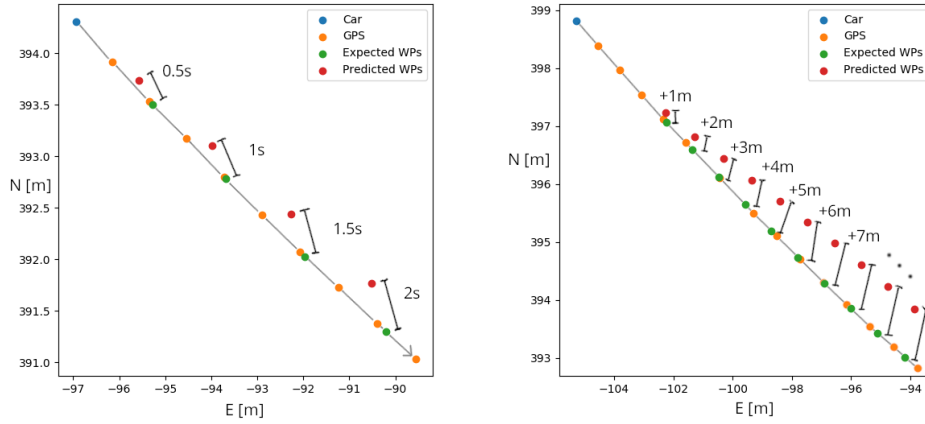 394.0
393.5
393.0
392.5
392.0
391.5
391.0
N [m]
−97 −96 −95 −94 −93 −92 −91 −90
E [m]
Car
GPS
Expected WPs
Predicted WPs
0.5s
1s
1.5s
2s
399
398
397
396
395
394
393
N [m]
−104 −102 −100 −98 −96 −94
E [m]
Car
GPS
Expected WPs
Predicted WPs
+1m
+2m
+3m
+4m
+5m
+6m
+7m
* * *